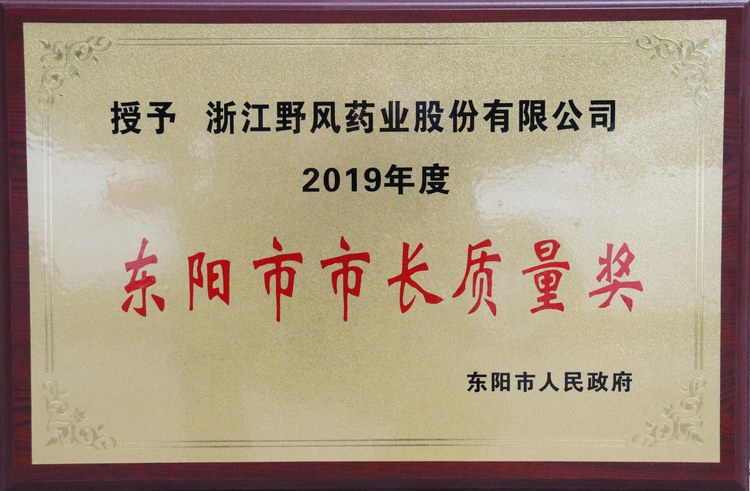 授予 浙江野风药业股份有限公司
2019年度
东阳市市长质量奖
东阳市人民政府